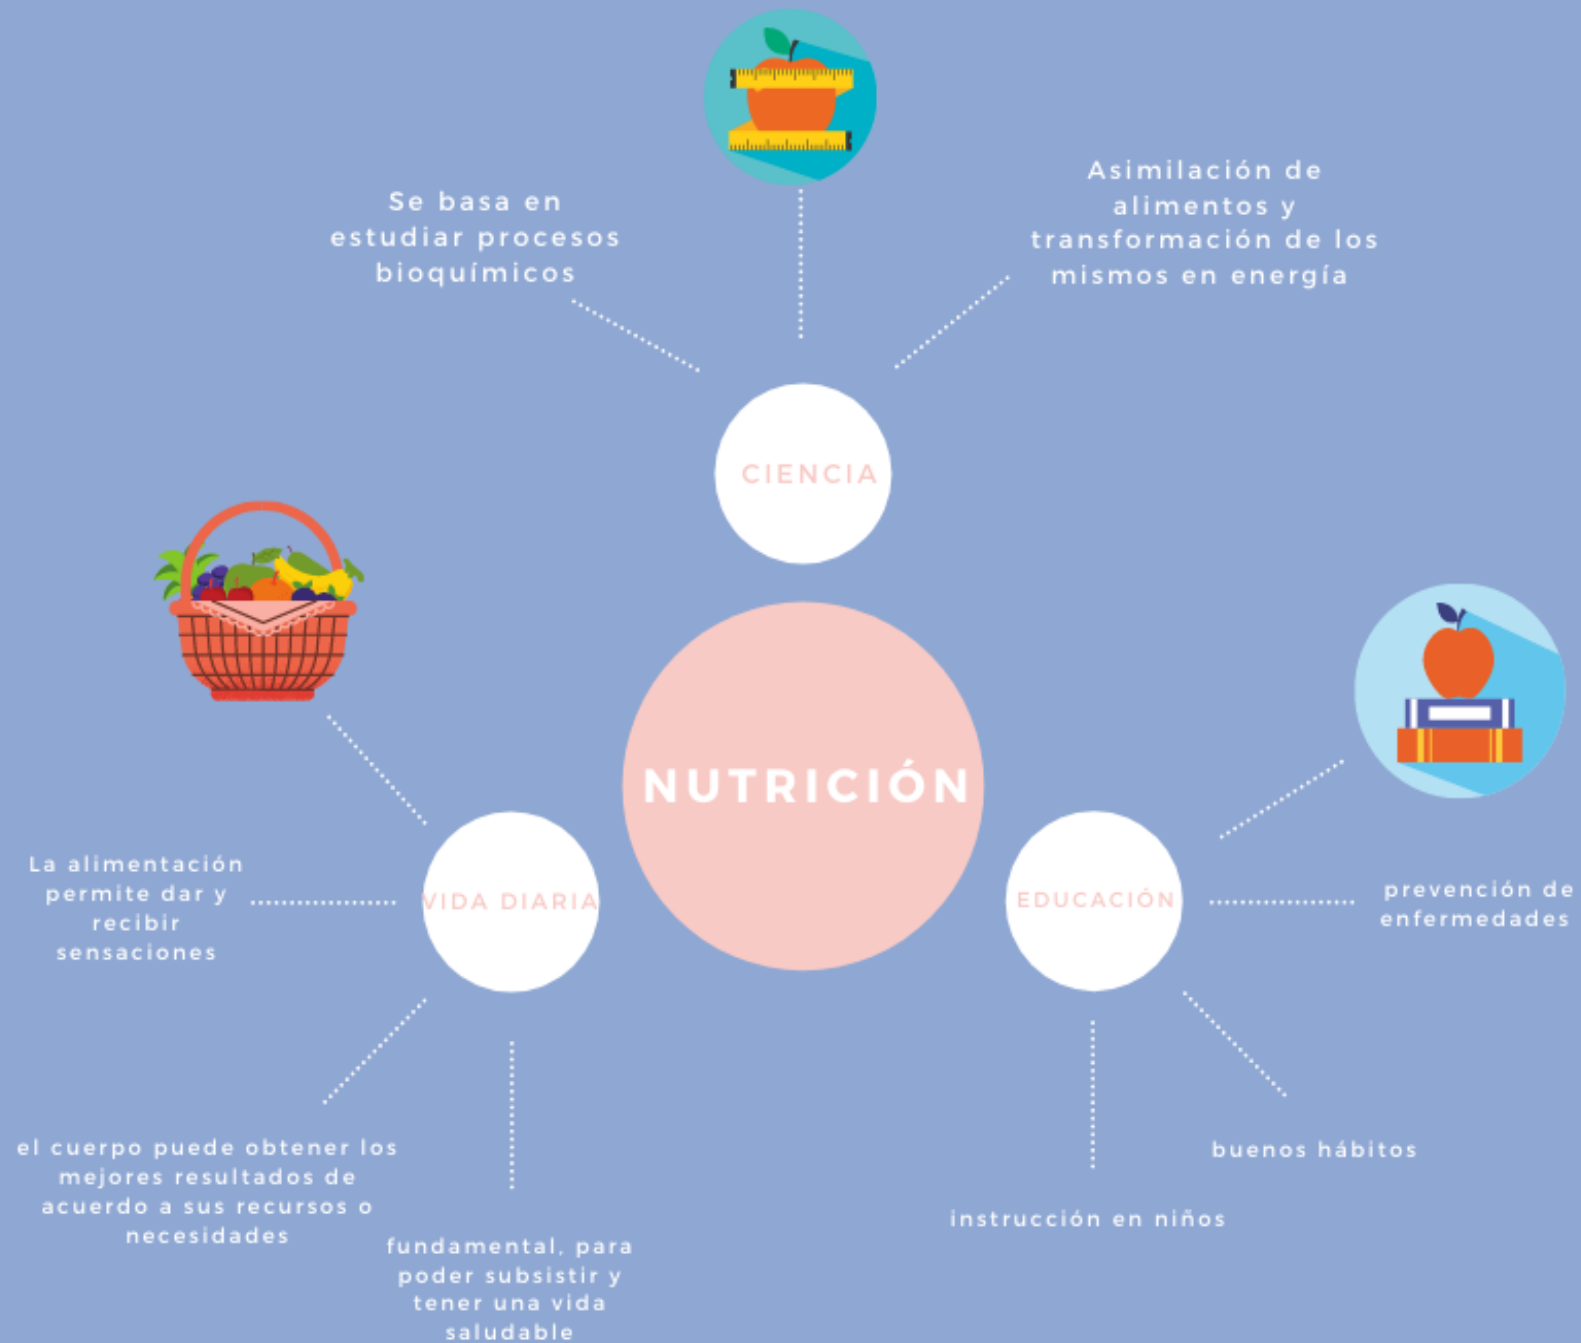 Se basa en
estudiar procesos
bioquímicos
Asimilación de
alimentos y
transformación de los
mismos en energía
CIENCIA
NUTRICIÓN
VIDA DIARIA
La alimentación
permite dar y
recibir
sensaciones
el cuerpo puede obtener los
mejores resultados de
acuerdo a sus recursos o
necesidades
fundamental, para
poder subsistir y
tener una vida
saludable
EDUCACIÓN
prevención de
enfermedades
buenos hábitos
instrucción en niños